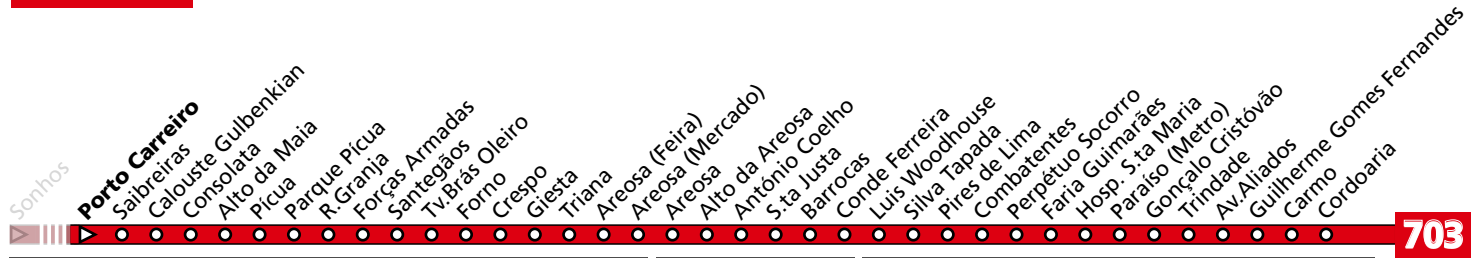 Sonhos
Porto Carreiro
Saibreiras
Calouste Gulbenkian
Consolata
Alto da Maia
Pícua
Parque Pícua
R.Granja
Forças Armadas
Santegãos
Tv.Brás Oleiro
Forno
Crespo
Giesta
Triana
Areosa (Feira)
Areosa (Mercado)
Areosa
Alto da Areosa
António Coelho
S.ta Justa
Barrocas
Conde Ferreira
Luis Woodhouse
Silva Tapada
Pires de Lima
Combatentes
Perpétuo Socorro
Faria Guimarães
Hosp. S.ta Maria
Paraíso (Metro)
Gonçalo Cristóvão
Trindade
Av.Aliados
Guilherme Gomes Fernandes
Carmo
Cordoaria
703